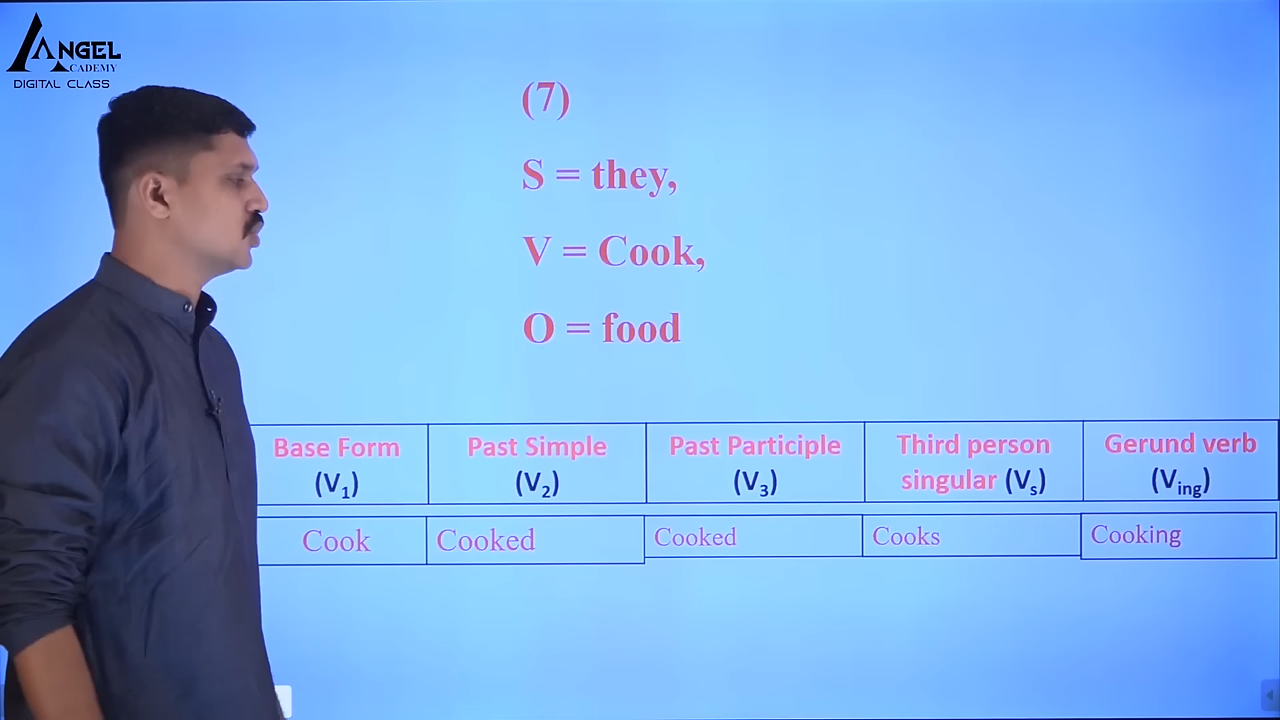 ANGEL
ACADEMY
DIGITAL CLASS
(7)
S = they,
V = Cook,
O = food
Base Form (V₁)
Past Simple (V₂)
Past Participle (V₃)
Third person singular (Vₛ)
Gerund verb (Ving)
Cook
Cooked
Cooked
Cooks
Cooking